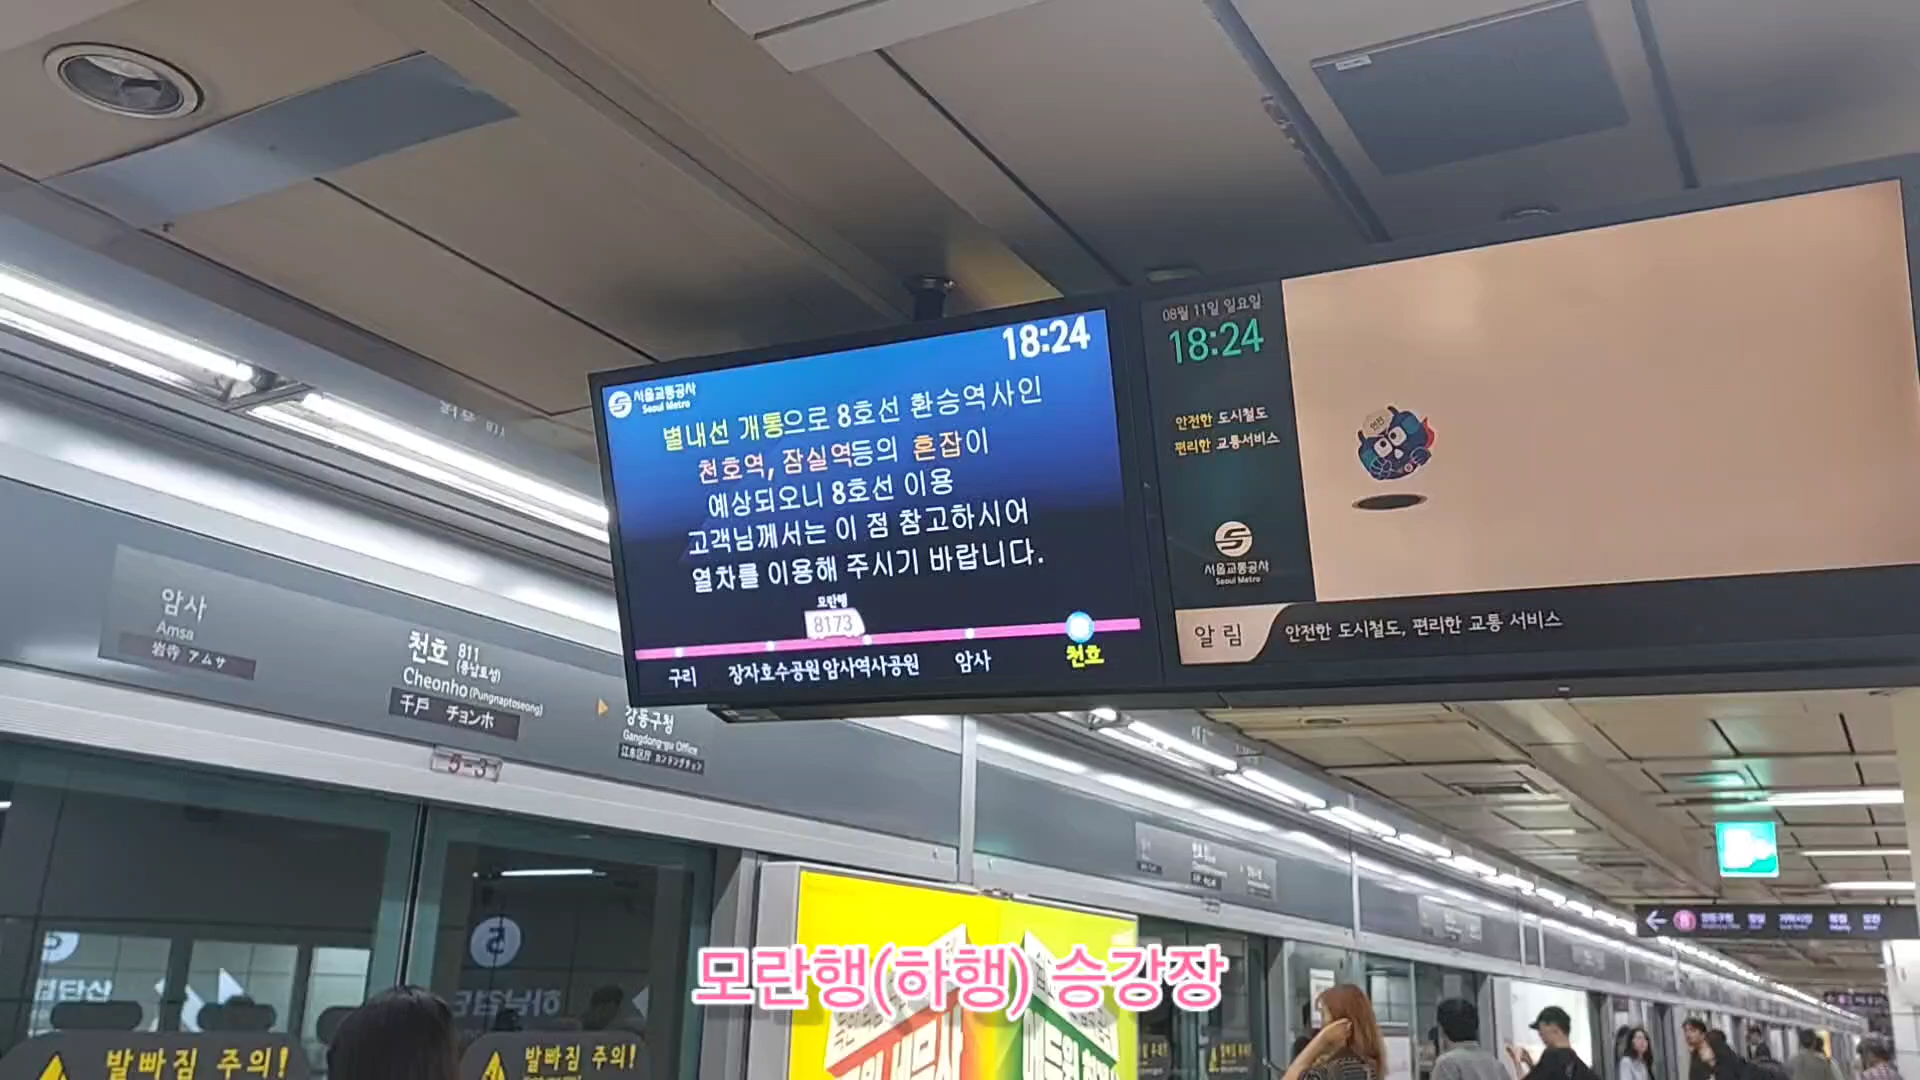 18:24
서울교통공사
Seoul Metro
별내선 개통으로 8호선 환승역사인
천호역, 잠실역등의 혼잡이
예상되오니 8호선 이용
고객님께서는 이 점 참고하시어
열차를 이용해 주시기 바랍니다.
모란행
8173
구리 장자호수공원 암사역사공원 암사 천호
08월 11일 일요일
18:24
안전한 도시철도
편리한 교통서비스
서울교통공사
Seoul Metro
알림 안전한 도시철도, 편리한 교통 서비스
암사
Amsa
岩寺 アムサ
천호 811
(풍납토성)
Cheonho (Pungnaptoseong)
千戶 チョンホ
강동구청
Gangdong-gu Office
5-3
모란행(하행) 승강장
발빠짐 주의!
발빠짐 주의!